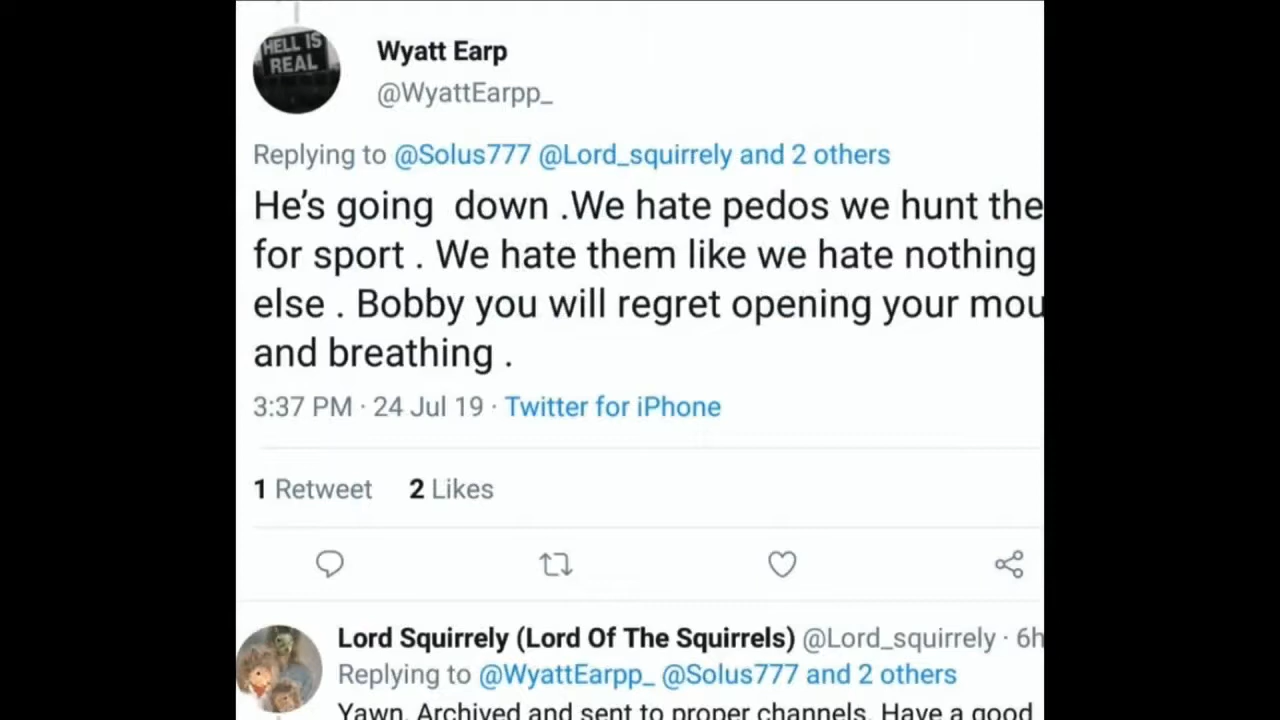 HELL IS
REAL
Wyatt Earp
@WyattEarpp_
Replying to @Solus777 @Lord_squirrely and 2 others
He's going down .We hate pedos we hunt the
for sport . We hate them like we hate nothing
else . Bobby you will regret opening your mou
and breathing .
3:37 PM · 24 Jul 19 · Twitter for iPhone
1 Retweet 2 Likes
Lord Squirrely (Lord Of The Squirrels) @Lord_squirrely · 6h
Replying to @WyattEarpp_ @Solus777 and 2 others
Yawn. Archived and sent to proper channels. Have a good